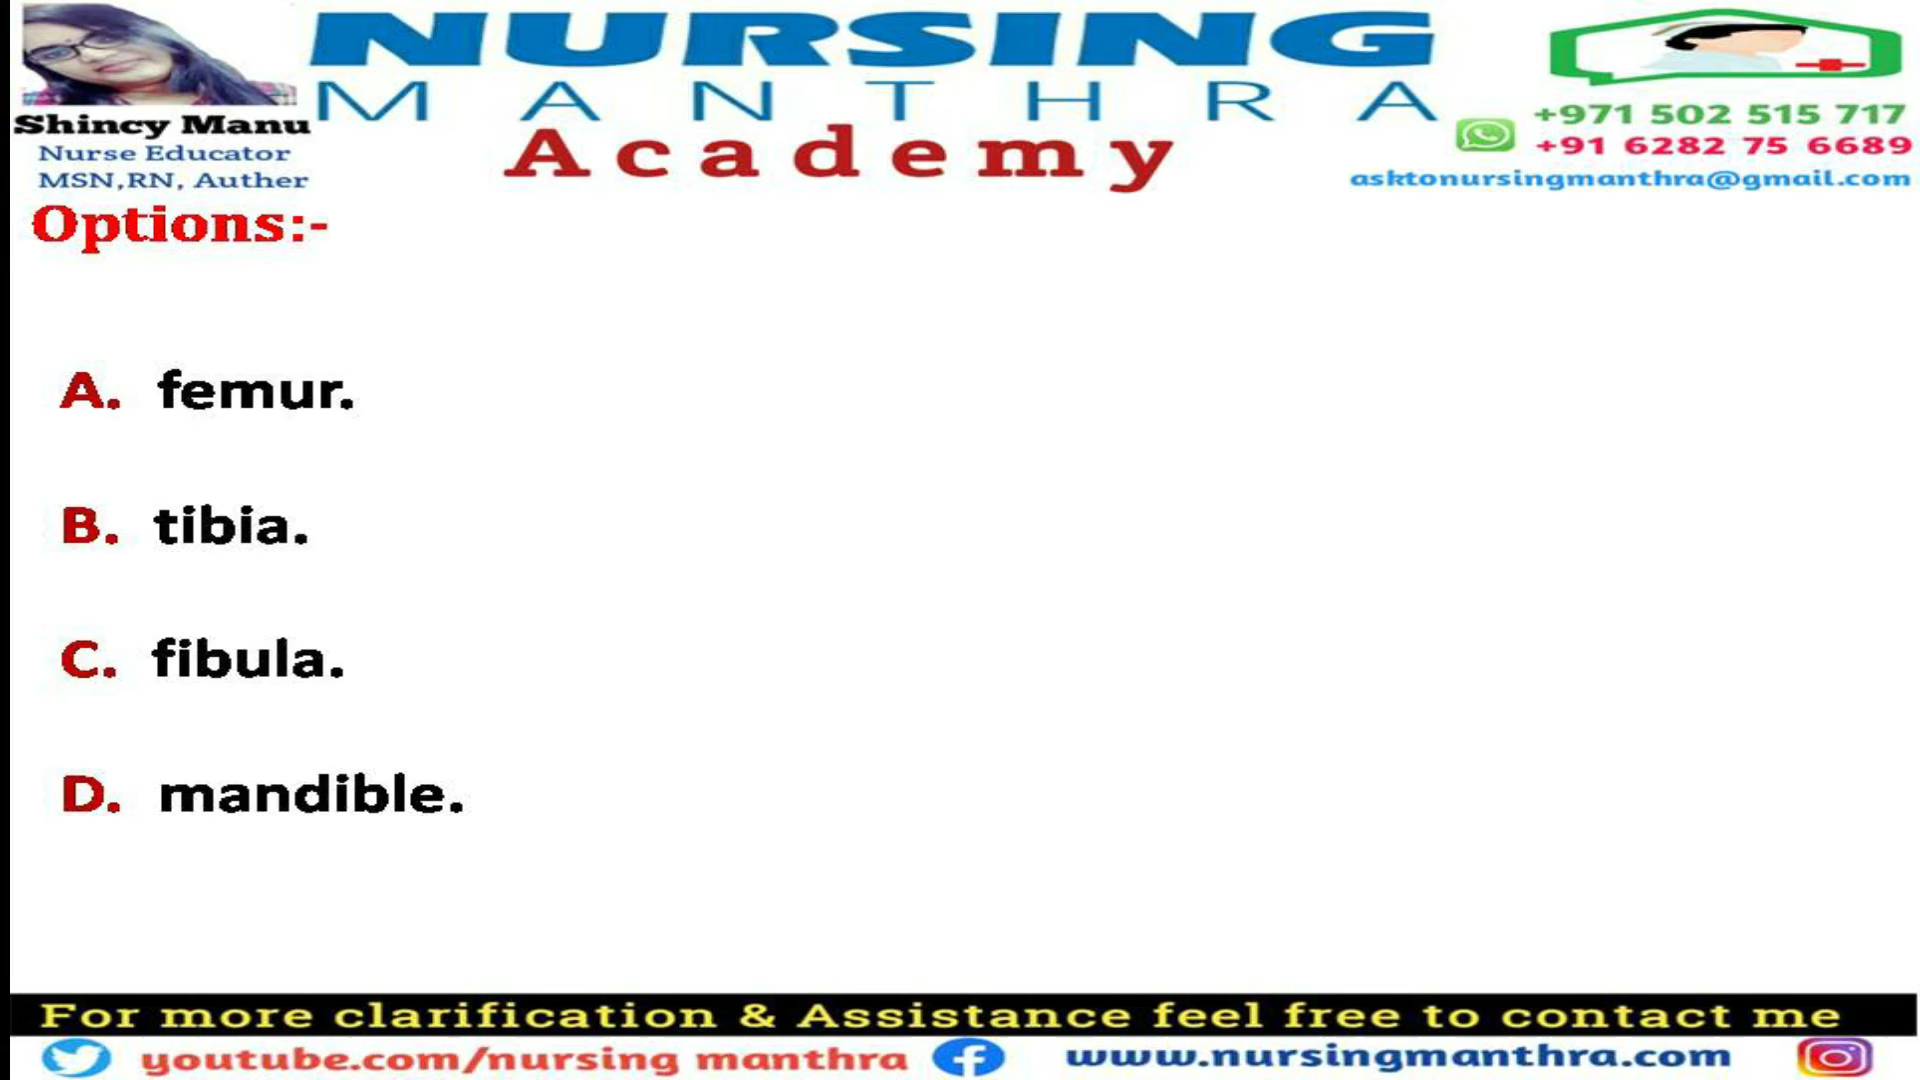 NURSING
MANTHRA
Academy
Shincy Manu
Nurse Educator
MSN,RN, Auther
+971 502 515 717
+91 6282 75 6689
asktonursingmanthra@gmail.com
Options:-
A. femur.
B. tibia.
C. fibula.
D. mandible.
For more clarification & Assistance feel free to contact me
youtube.com/nursing manthra
www.nursingmanthra.com